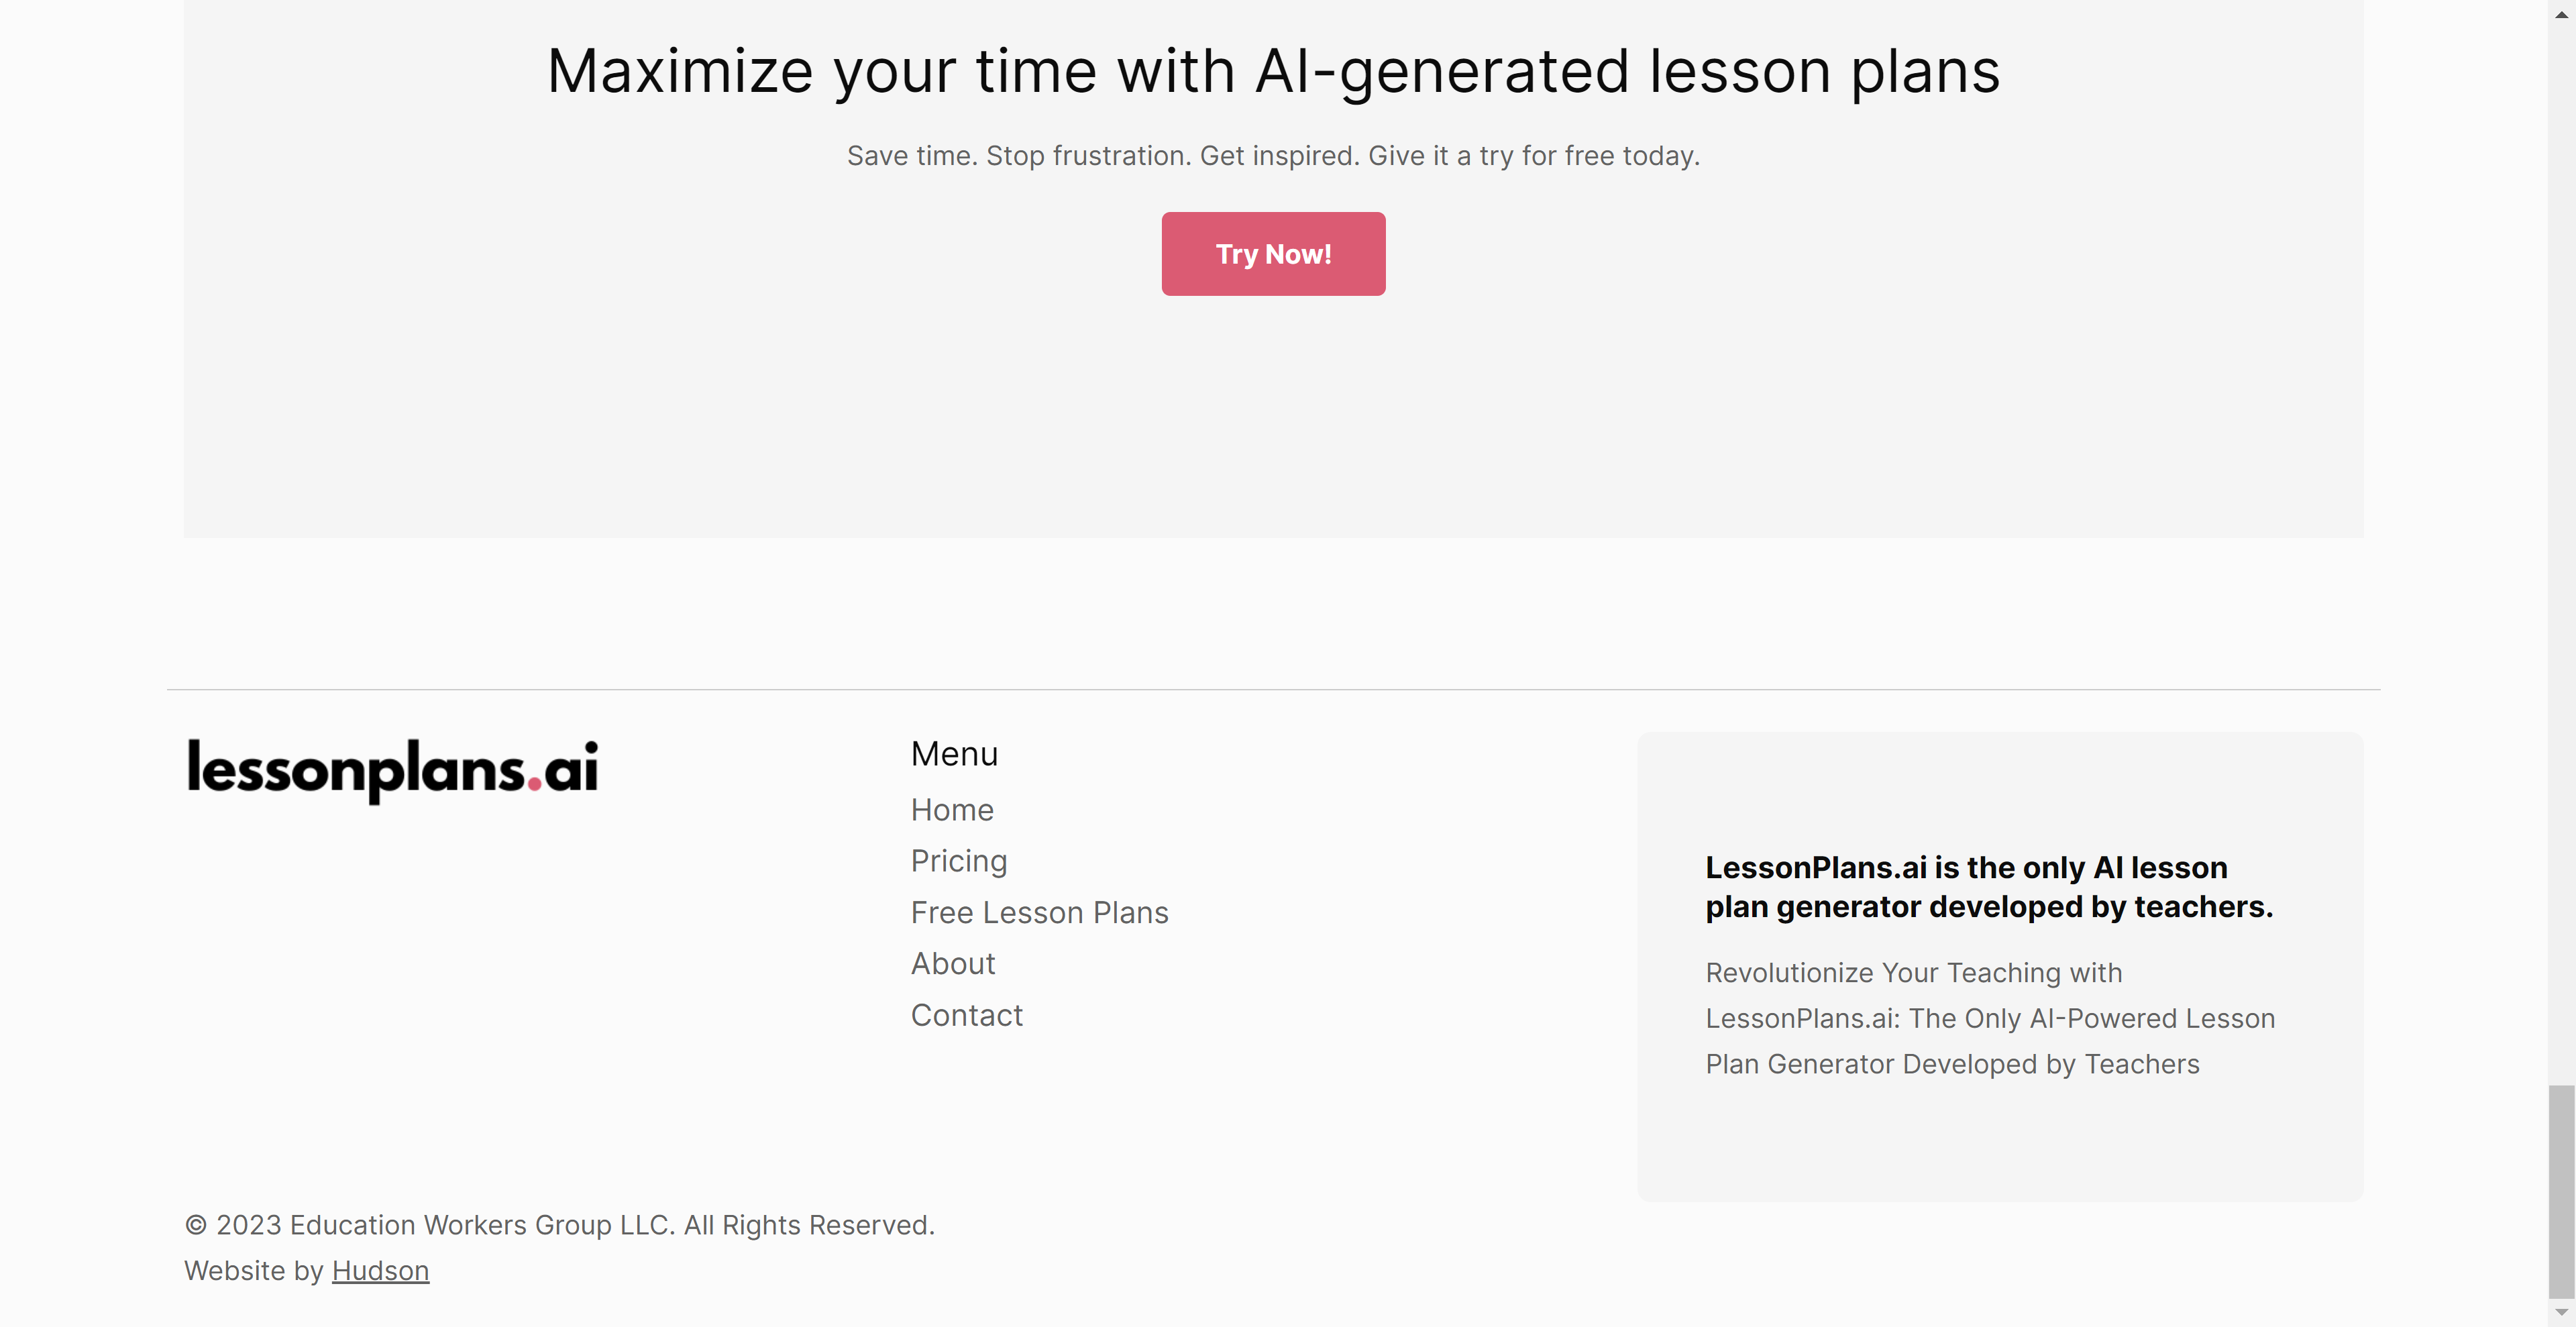 Maximize your time with AI-generated lesson plans
Save time. Stop frustration. Get inspired. Give it a try for free today.
Try Now!
lessonplans.ai
Menu
Home
Pricing
Free Lesson Plans
About
Contact
LessonPlans.ai is the only AI lesson
plan generator developed by teachers.
Revolutionize Your Teaching with
LessonPlans.ai: The Only AI-Powered Lesson
Plan Generator Developed by Teachers
© 2023 Education Workers Group LLC. All Rights Reserved.
Website by Hudson